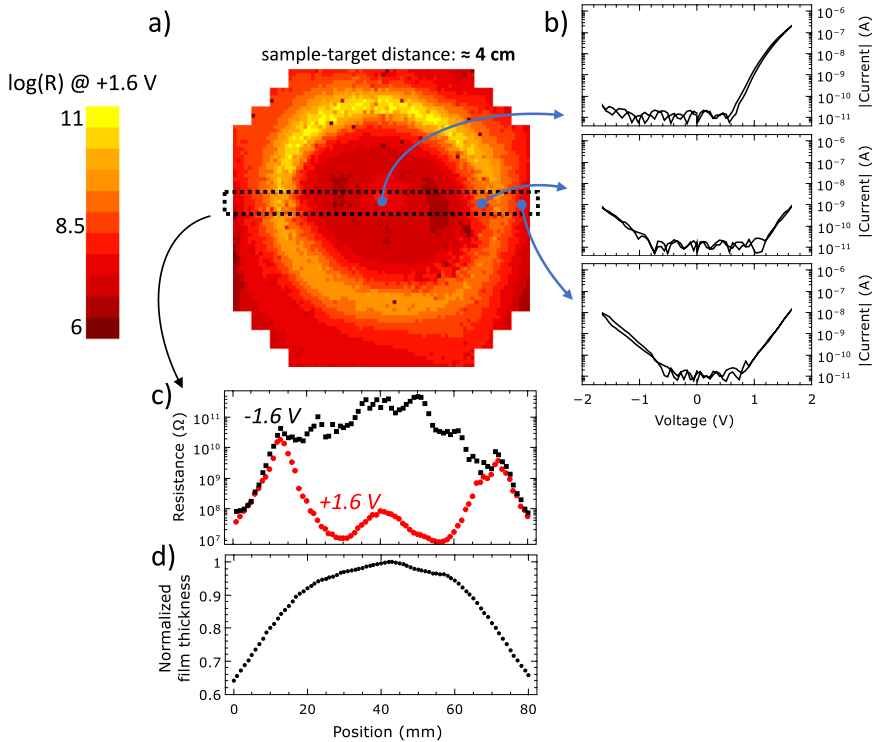 a)
b)
sample-target distance: ≈ 4 cm
log(R) @ +1.6 V
11
8.5
6
10⁻⁶
10⁻⁷
10⁻⁸
10⁻⁹
10⁻¹⁰
10⁻¹¹
|Current| (A)
10⁻⁶
10⁻⁷
10⁻⁸
10⁻⁹
10⁻¹⁰
10⁻¹¹
|Current| (A)
10⁻⁶
10⁻⁷
10⁻⁸
10⁻⁹
10⁻¹⁰
10⁻¹¹
|Current| (A)
−2 −1 0 1 2
Voltage (V)
c)
-1.6 V
+1.6 V
10¹¹
10¹⁰
10⁹
10⁸
10⁷
Resistance (Ω)
d)
1
0.9
0.8
0.7
0.6
Normalized
film thickness
0 20 40 60 80
Position (mm)